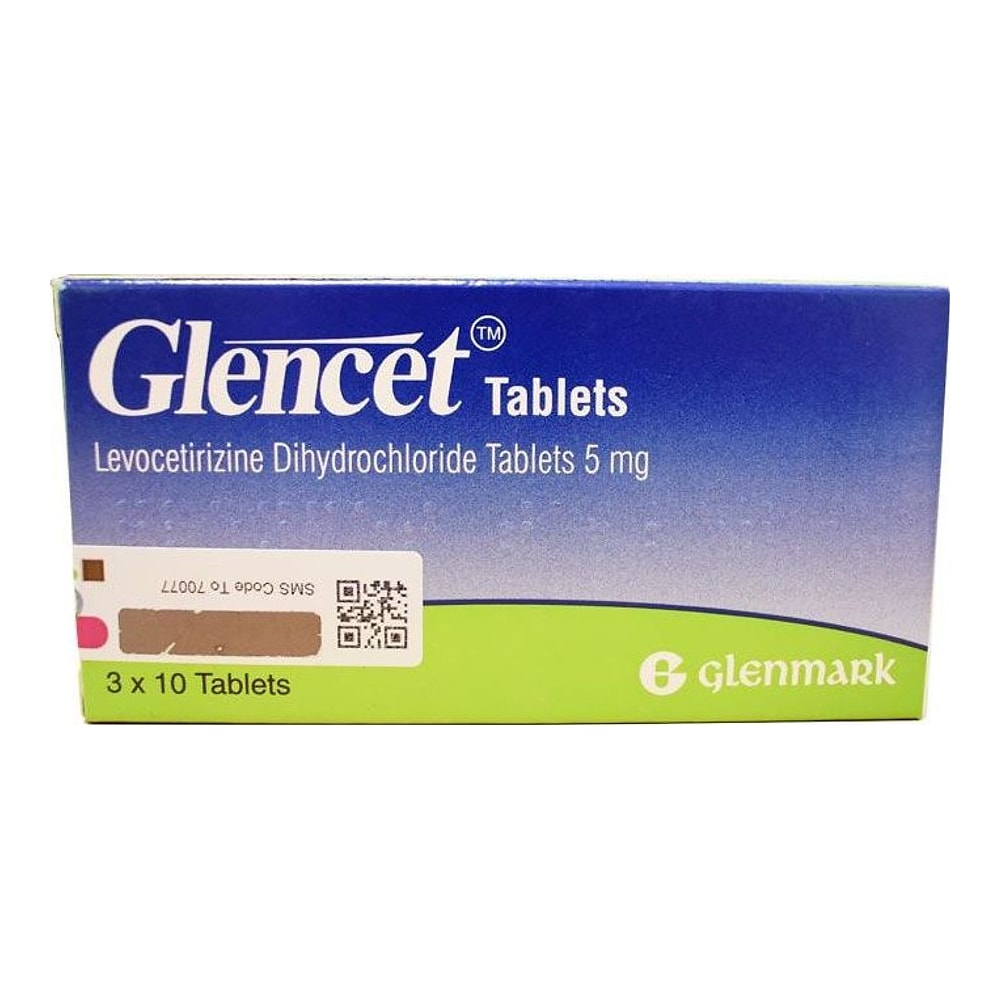 Glencet™ Tablets
Levocetirizine Dihydrochloride Tablets 5 mg
SMS Code To 70077
3 x 10 Tablets
GLENMARK